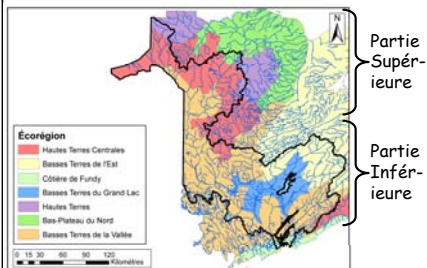 N
Partie
Supér-
ieure
Partie
Infér-
ieure
Écorégion
Hautes Terres Centrales
Basses Terres de l'Est
Côtière de Fundy
Basses Terres du Grand Lac
Hautes Terres
Bas-Plateau du Nord
Basses Terres de la Vallée
0 15 30 60 90 120
Kilomètres